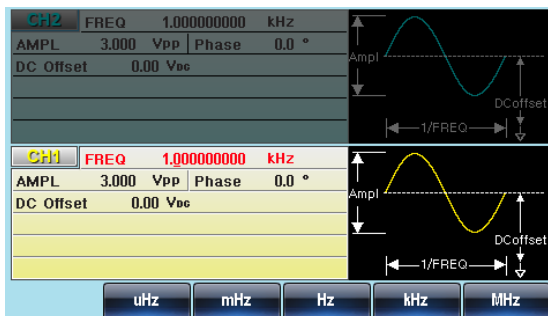 CH2 FREQ 1.000000000 kHz
AMPL 3.000 Vpp Phase 0.0 °
DC Offset 0.00 VDC
Ampl
DCoffset
1/FREQ
CH1 FREQ 1.000000000 kHz
AMPL 3.000 Vpp Phase 0.0 °
DC Offset 0.00 VDC
Ampl
DCoffset
1/FREQ
uHz mHz Hz kHz MHz